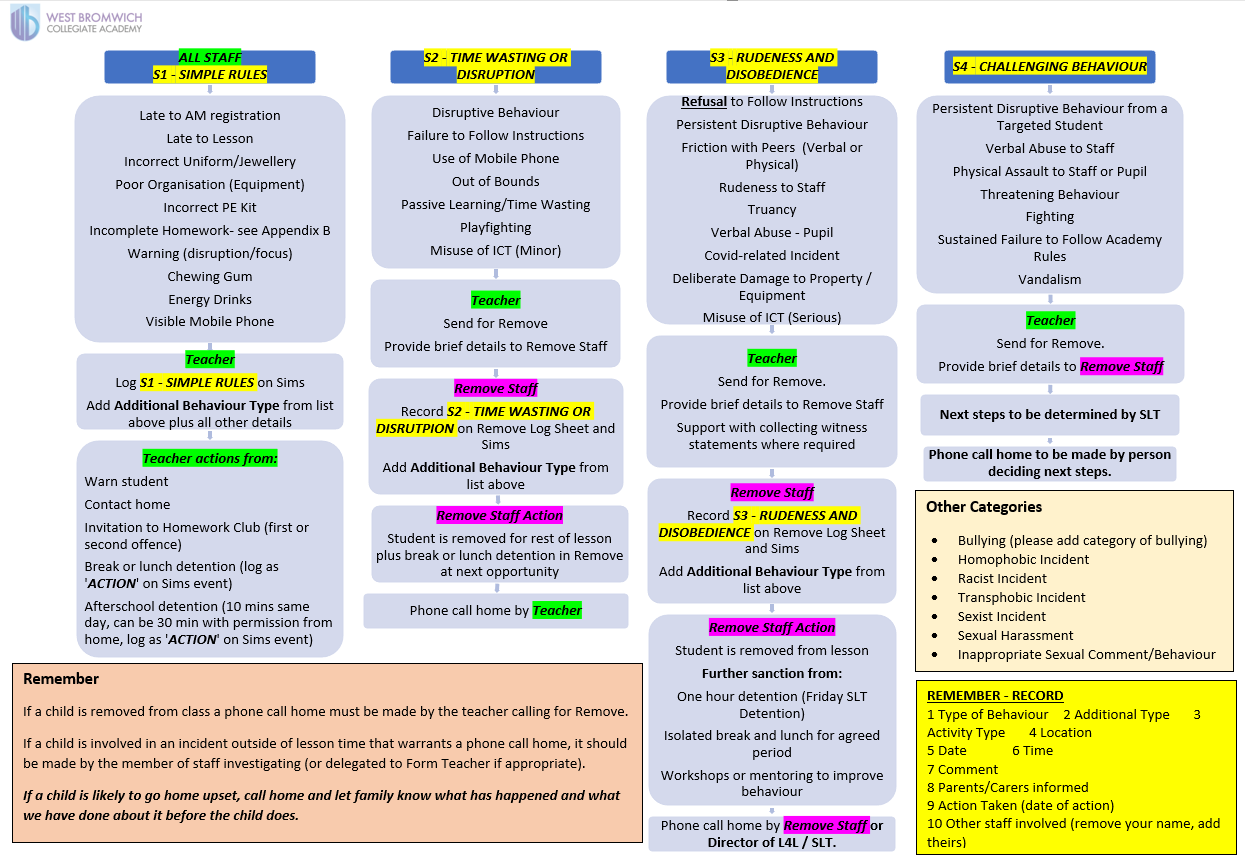 WEST BROMWICH
COLLEGIATE ACADEMY
ALL STAFF
S1 - SIMPLE RULES
Late to AM registration
Late to Lesson
Incorrect Uniform/Jewellery
Poor Organisation (Equipment)
Incorrect PE Kit
Incomplete Homework- see Appendix B
Warning (disruption/focus)
Chewing Gum
Energy Drinks
Visible Mobile Phone
Teacher
Log S1 - SIMPLE RULES on Sims
Add Additional Behaviour Type from list
above plus all other details
Teacher actions from:
Warn student
Contact home
Invitation to Homework Club (first or
second offence)
Break or lunch detention (log as
'ACTION' on Sims event)
Afterschool detention (10 mins same
day, can be 30 min with permission from
home, log as 'ACTION' on Sims event)
S2 - TIME WASTING OR
DISRUPTION
Disruptive Behaviour
Failure to Follow Instructions
Use of Mobile Phone
Out of Bounds
Passive Learning/Time Wasting
Playfighting
Misuse of ICT (Minor)
Teacher
Send for Remove
Provide brief details to Remove Staff
Remove Staff
Record S2 - TIME WASTING OR
DISRUTPION on Remove Log Sheet and
Sims
Add Additional Behaviour Type from
list above
Remove Staff Action
Student is removed for rest of lesson
plus break or lunch detention in Remove
at next opportunity
Phone call home by Teacher
S3 - RUDENESS AND
DISOBEDIENCE
Refusal to Follow Instructions
Persistent Disruptive Behaviour
Friction with Peers (Verbal or
Physical)
Rudeness to Staff
Truancy
Verbal Abuse - Pupil
Covid-related Incident
Deliberate Damage to Property /
Equipment
Misuse of ICT (Serious)
Teacher
Send for Remove.
Provide brief details to Remove Staff
Support with collecting witness
statements where required
Remove Staff
Record S3 - RUDENESS AND
DISOBEDIENCE on Remove Log Sheet
and Sims
Add Additional Behaviour Type from
list above
Remove Staff Action
Student is removed from lesson
Further sanction from:
One hour detention (Friday SLT
Detention)
Isolated break and lunch for agreed
period
Workshops or mentoring to improve
behaviour
Phone call home by Remove Staff or
Director of L4L / SLT.
S4 - CHALLENGING BEHAVIOUR
Persistent Disruptive Behaviour from a
Targeted Student
Verbal Abuse to Staff
Physical Assault to Staff or Pupil
Threatening Behaviour
Fighting
Sustained Failure to Follow Academy
Rules
Vandalism
Teacher
Send for Remove.
Provide brief details to Remove Staff
Next steps to be determined by SLT
Phone call home to be made by person
deciding next steps.
Other Categories
• Bullying (please add category of bullying)
• Homophobic Incident
• Racist Incident
• Transphobic Incident
• Sexist Incident
• Sexual Harassment
• Inappropriate Sexual Comment/Behaviour
Remember
If a child is removed from class a phone call home must be made by the teacher calling for Remove.
If a child is involved in an incident outside of lesson time that warrants a phone call home, it should
be made by the member of staff investigating (or delegated to Form Teacher if appropriate).
If a child is likely to go home upset, call home and let family know what has happened and what
we have done about it before the child does.
REMEMBER - RECORD
1 Type of Behaviour 2 Additional Type 3
Activity Type 4 Location
5 Date 6 Time
7 Comment
8 Parents/Carers informed
9 Action Taken (date of action)
10 Other staff involved (remove your name, add
theirs)